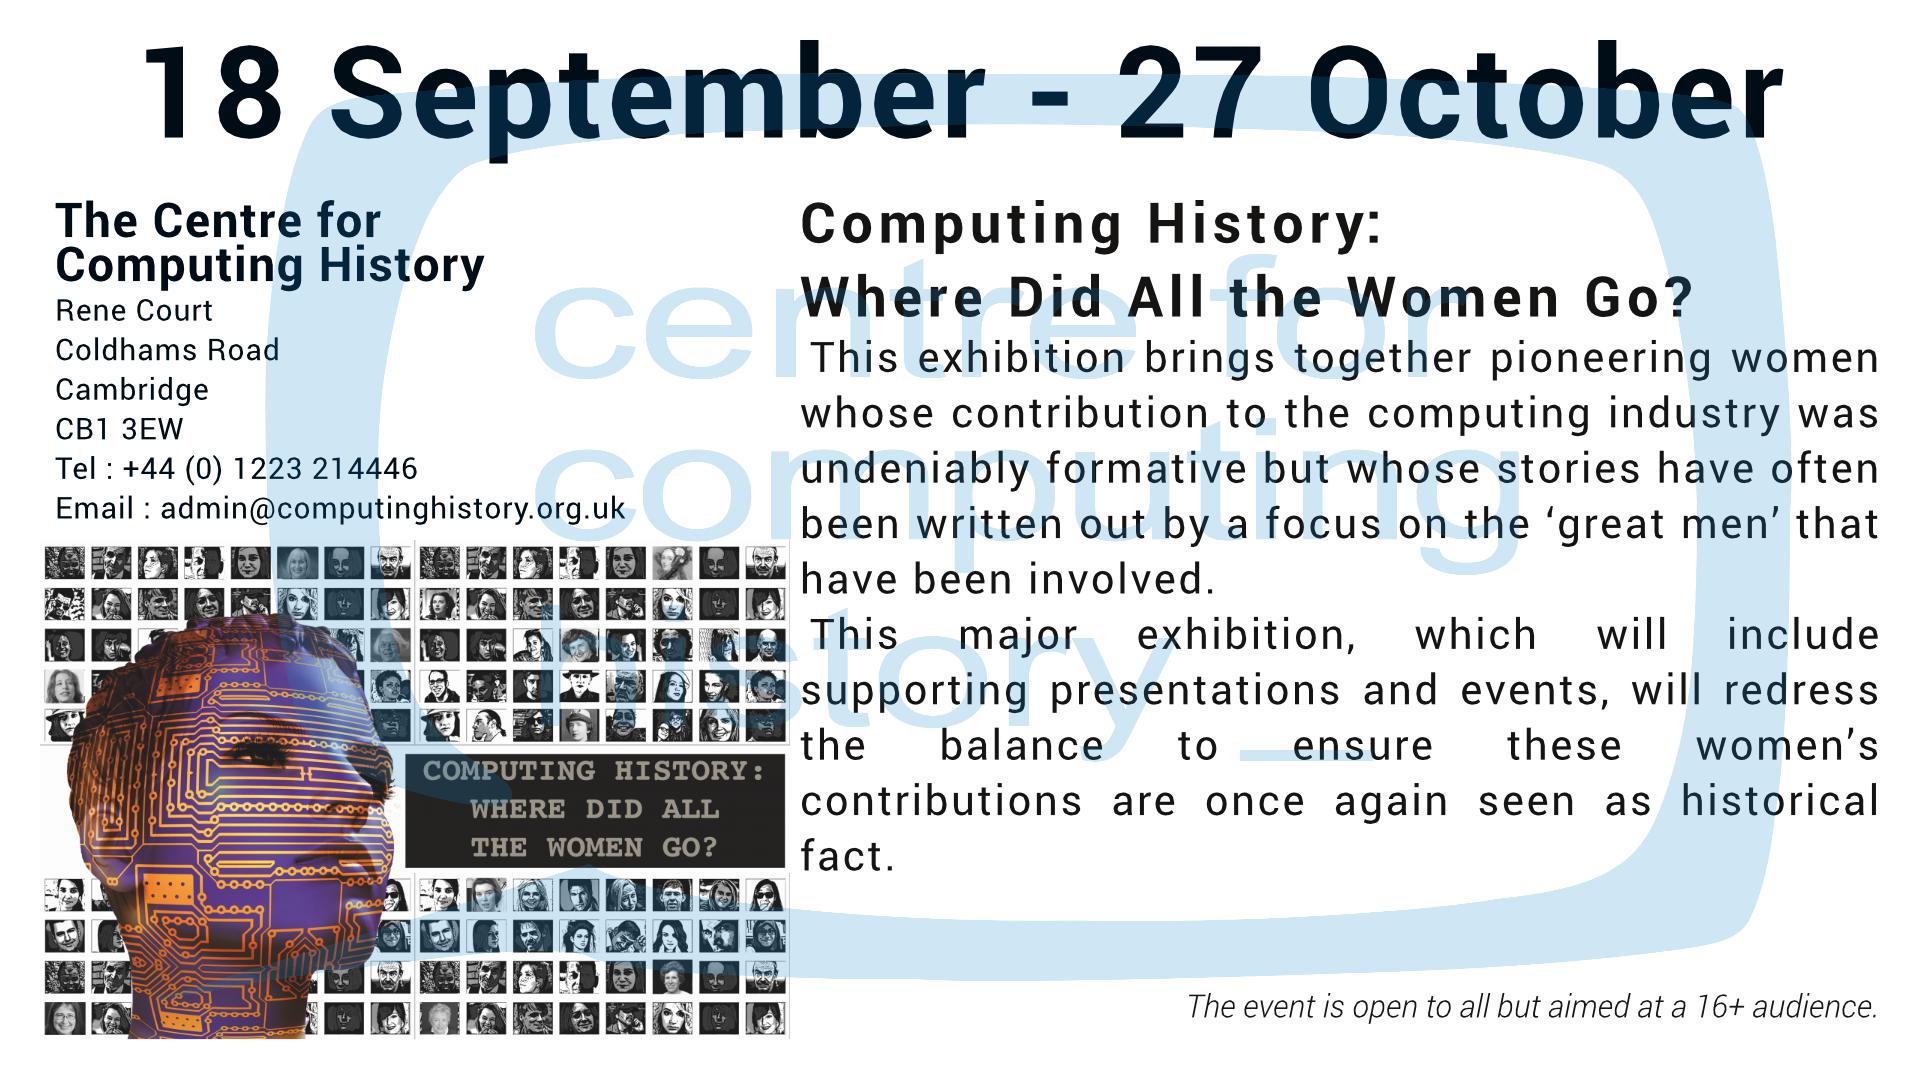 18 September - 27 October
The Centre for
Computing History
Rene Court
Coldhams Road
Cambridge
CB1 3EW
Tel : +44 (0) 1223 214446
Email : admin@computinghistory.org.uk
COMPUTING HISTORY:
WHERE DID ALL
THE WOMEN GO?
Computing History:
Where Did All the Women Go?
This exhibition brings together pioneering women
whose contribution to the computing industry was
undeniably formative but whose stories have often
been written out by a focus on the ‘great men’ that
have been involved.
This major exhibition, which will include
supporting presentations and events, will redress
the balance to ensure these women’s
contributions are once again seen as historical
fact.
The event is open to all but aimed at a 16+ audience.
centre for
computing
history_